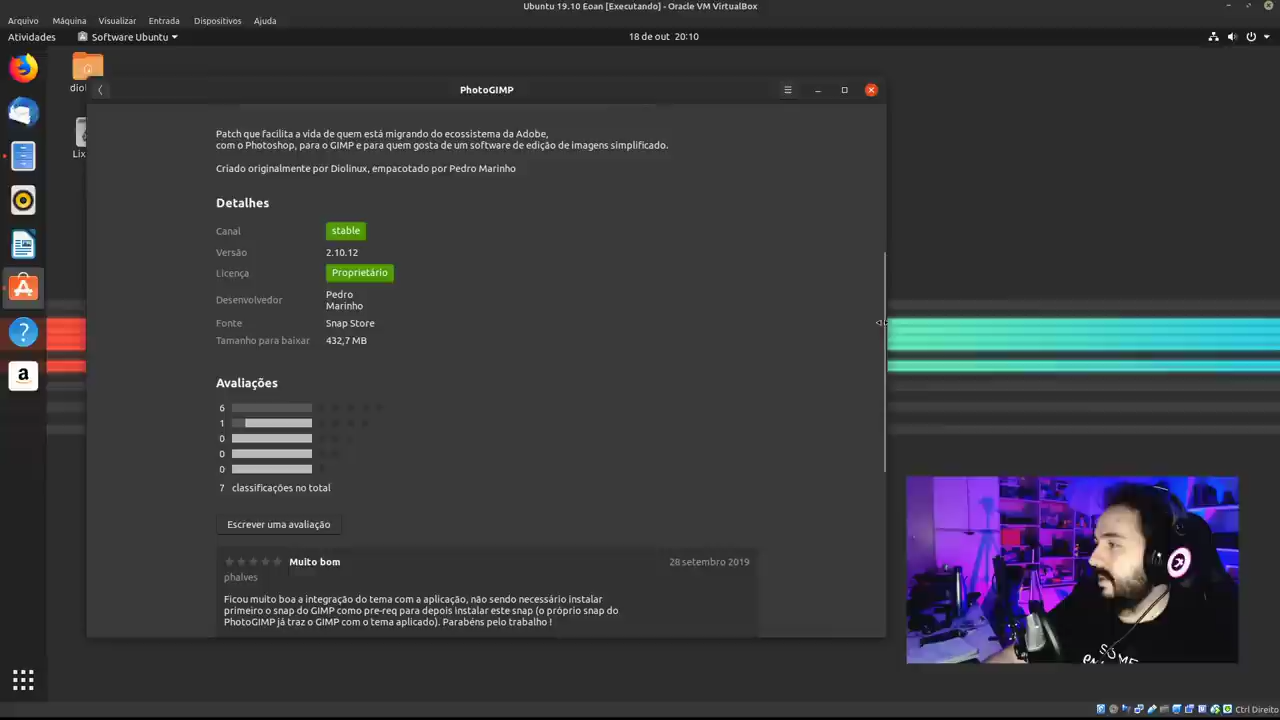 Ubuntu 19.10 Eoan [Executando] - Oracle VM VirtualBox
Arquivo Máquina Visualizar Entrada Dispositivos Ajuda
Atividades Software Ubuntu 18 de out 20:10
PhotoGIMP
Patch que facilita a vida de quem está migrando do ecossistema da Adobe,
com o Photoshop, para o GIMP e para quem gosta de um software de edição de imagens simplificado.
Criado originalmente por Diolinux, empacotado por Pedro Marinho
Detalhes
Canal stable
Versão 2.10.12
Licença Proprietário
Desenvolvedor Pedro
Marinho
Fonte Snap Store
Tamanho para baixar 432,7 MB
Avaliações
6
1
0
0
0
7 classificações no total
Escrever uma avaliação
Muito bom 28 setembro 2019
phalves
Ficou muito boa a integração do tema com a aplicação, não sendo necessário instalar
primeiro o snap do GIMP como pre-req para depois instalar este snap (o próprio snap do
PhotoGIMP já traz o GIMP com o tema aplicado). Parabéns pelo trabalho !
SOME
Ctrl Direito